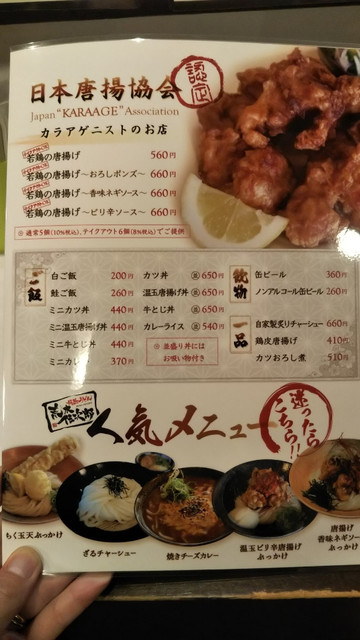 日本唐揚協会
認定
Japan "KARAAGE" Association
カラアゲニストのお店
若鶏の唐揚げ 560円
若鶏の唐揚げ～おろしポンズ～ 660円
若鶏の唐揚げ～香味ネギソース～ 660円
若鶏の唐揚げ～ピリ辛ソース～ 660円
※通常5個(10%税込)、テイクアウト6個(8%税込)でご提供
ご飯
白ご飯 200円
鮭ご飯 260円
ミニカツ丼 440円
ミニ温玉唐揚げ丼 440円
ミニ牛とじ丼 440円
ミニカレー 370円
カツ丼 並 650円
温玉唐揚げ丼 並 650円
牛とじ丼 並 650円
カレーライス 並 540円
※並盛り丼には
お吸い物付き
飲物
缶ビール 360円
ノンアルコール缶ビール 260円
一品
自家製炙りチャーシュー 660円
鶏皮唐揚げ 410円
カツおろし煮 510円
人気メニュー
迷ったら
こちら!!
ちく玉天ぶっかけ
ざるチャーシュー
焼きチーズカレー
温玉ピリ辛唐揚げ
ぶっかけ
唐揚げ
香味ネギソース
ぶっかけ